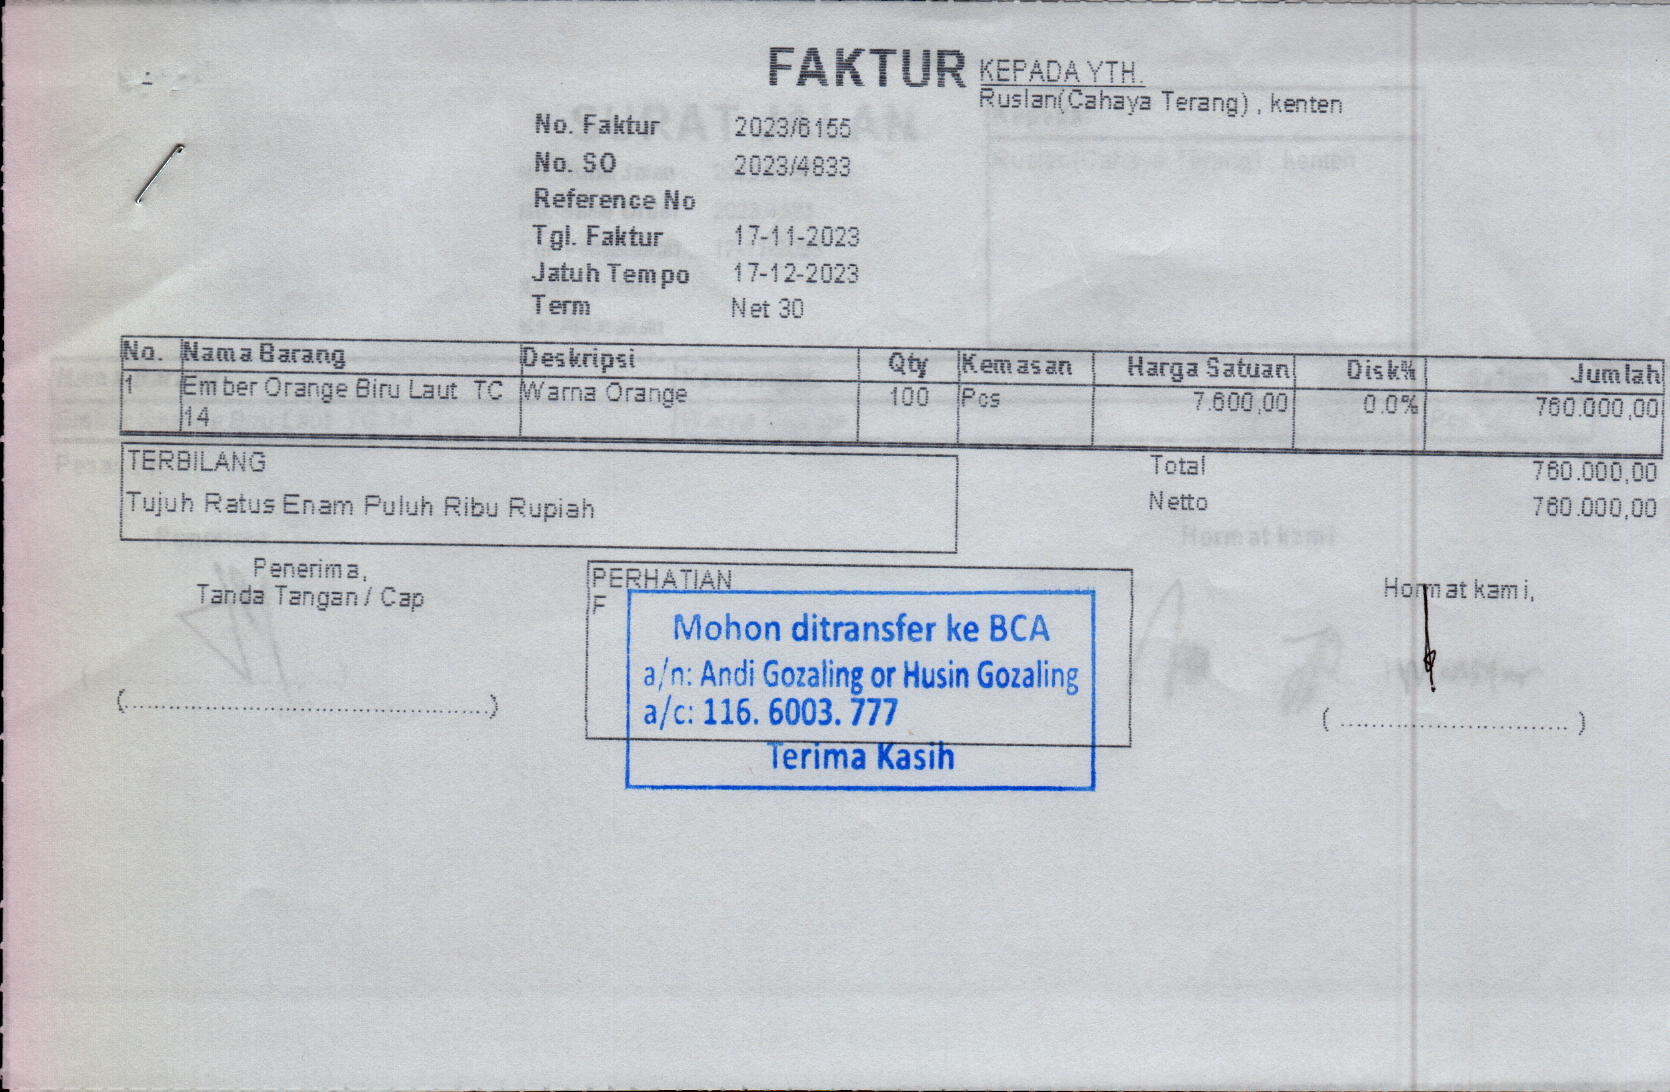 FAKTUR
KEPADA YTH.
Ruslan(Cahaya Terang) , kenten
No. Faktur 2023/6155
No. SO 2023/4833
Reference No
Tgl. Faktur 17-11-2023
Jatuh Tempo 17-12-2023
Term Net 30
No. Nama Barang Deskripsi Qty Kemasan Harga Satuan Disk% Jumlah
1 Ember Orange Biru Laut TC Warna Orange 100 Pcs 7.600,00 0.0% 760.000,00
14
TERBILANG Total 760.000,00
Tujuh Ratus Enam Puluh Ribu Rupiah Netto 760.000,00
Penerima,
Tanda Tangan / Cap
PERHATIAN
F
Hormat kami,
Mohon ditransfer ke BCA
a/n: Andi Gozaling or Husin Gozaling
a/c: 116. 6003. 777
Terima Kasih
(................................................)
(..............................)